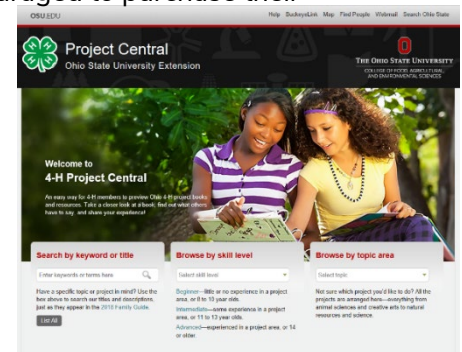 OSU.EDU
Help BuckeyeLink Map Find People Webmail Search Ohio State
Project Central
Ohio State University Extension
THE OHIO STATE UNIVERSITY
COLLEGE OF FOOD, AGRICULTURAL,
AND ENVIRONMENTAL SCIENCES
Welcome to
4-H Project Central
An easy way for 4-H members to preview Ohio 4-H project books
and resources. Take a closer look at a book, find out what others
have to say, and share your experience!
Search by keyword or title
Enter keywords or terms here
Have a specific topic or project in mind? Use the
box above to search our titles and descriptions,
just as they appear in the 2018 Family Guide.
List All
Browse by skill level
Select skill level
Beginner—little or no experience in a project
area, or 8 to 10 year olds.
Intermediate—some experience in a project
area, or 11 to 13 year olds.
Advanced—experienced in a project area, or 14
or older.
Browse by topic area
Select topic
Not sure which project you'd like to do? All the
projects are arranged here—everything from
animal sciences and creative arts to natural
resources and science.